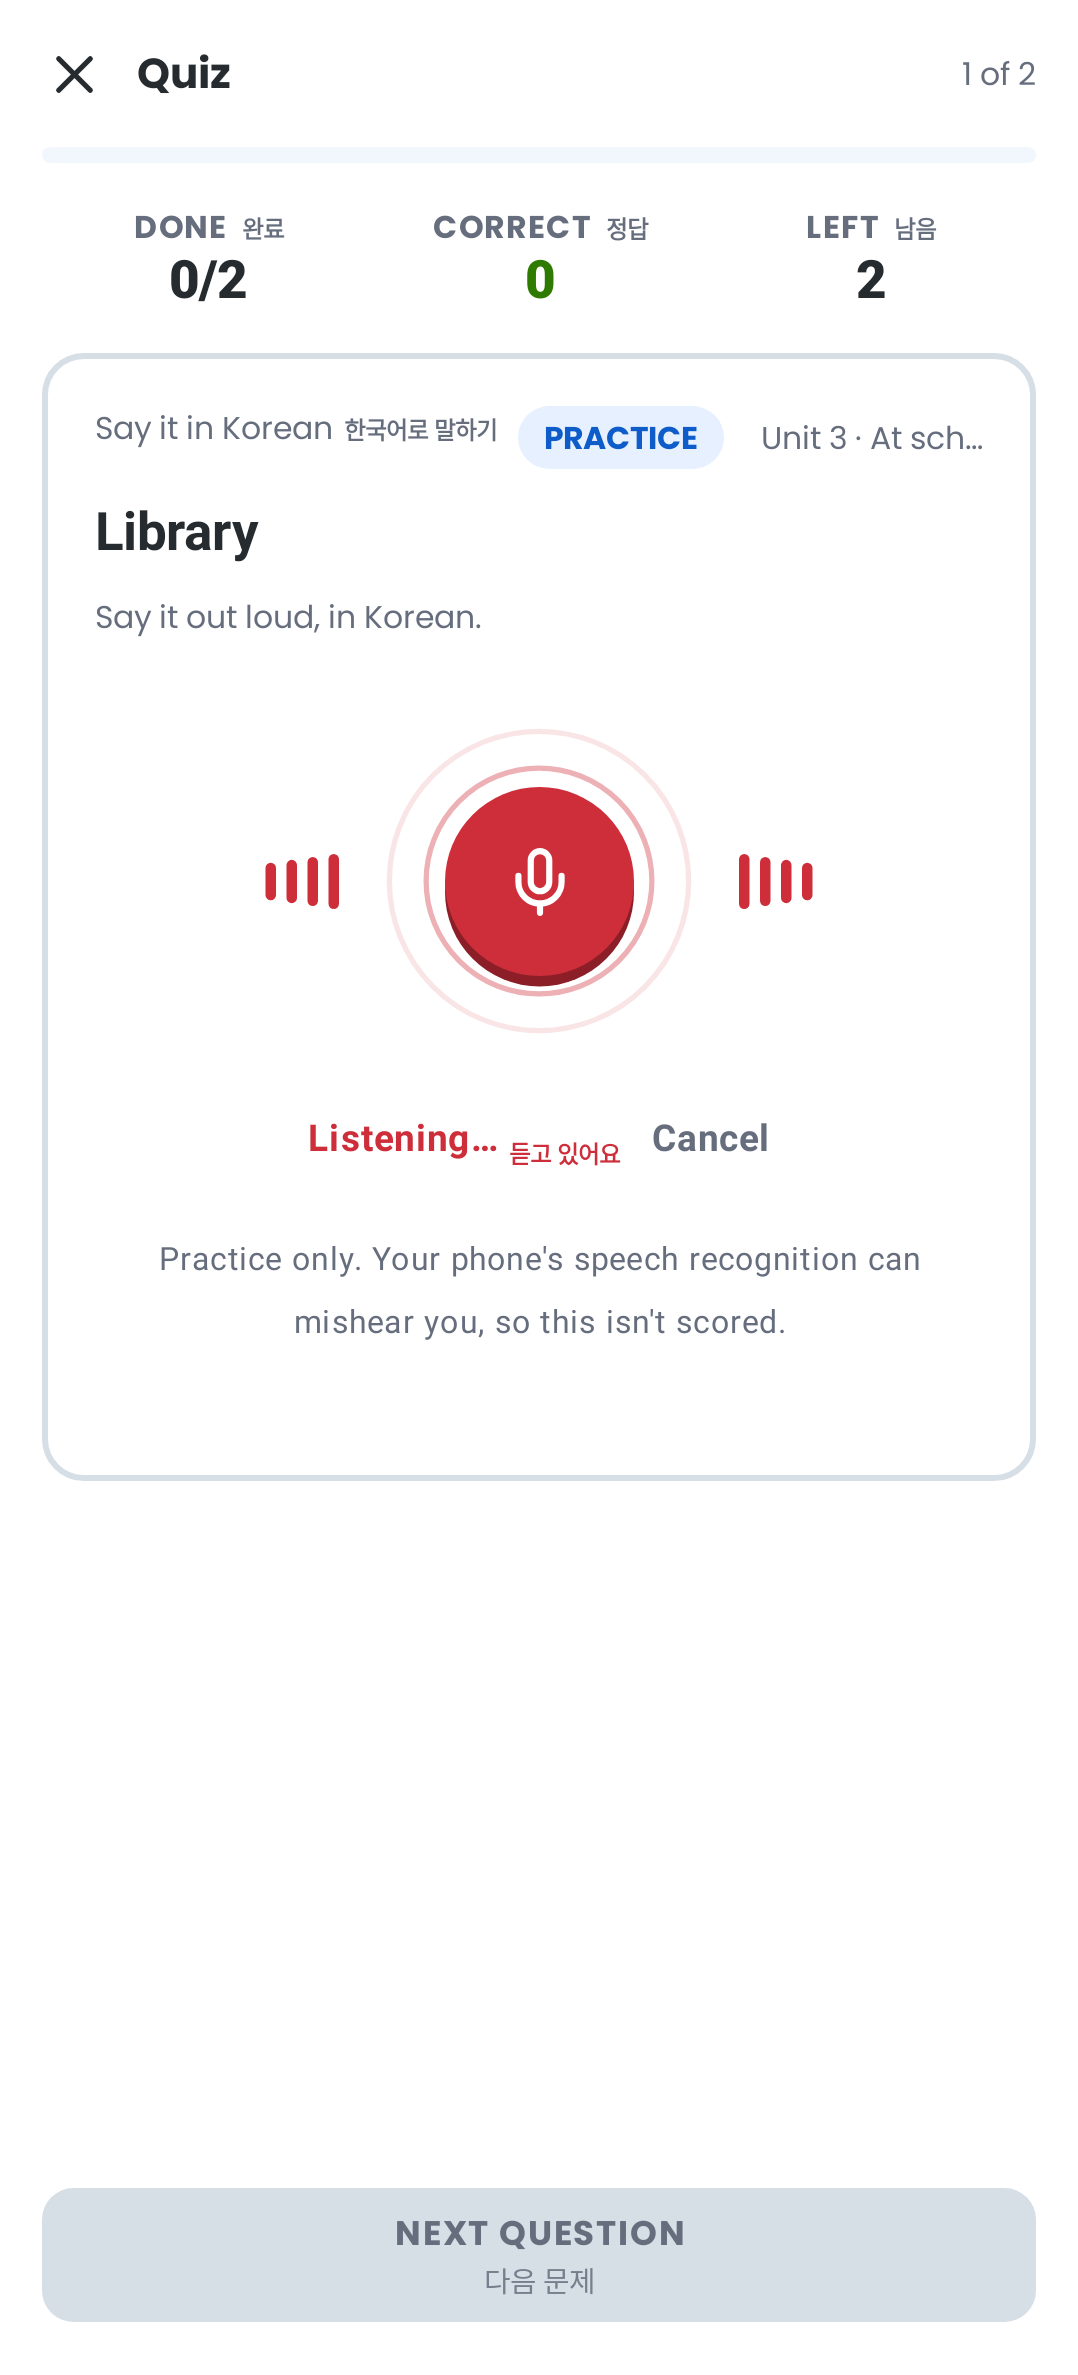 Quiz
1 of 2
DONE 완료
0/2
CORRECT 정답
0
LEFT 남음
2
Say it in Korean 한국어로 말하기 PRACTICE Unit 3 · At sch...
Library
Say it out loud, in Korean.
Listening... 듣고 있어요 Cancel
Practice only. Your phone's speech recognition can
mishear you, so this isn't scored.
NEXT QUESTION
다음 문제